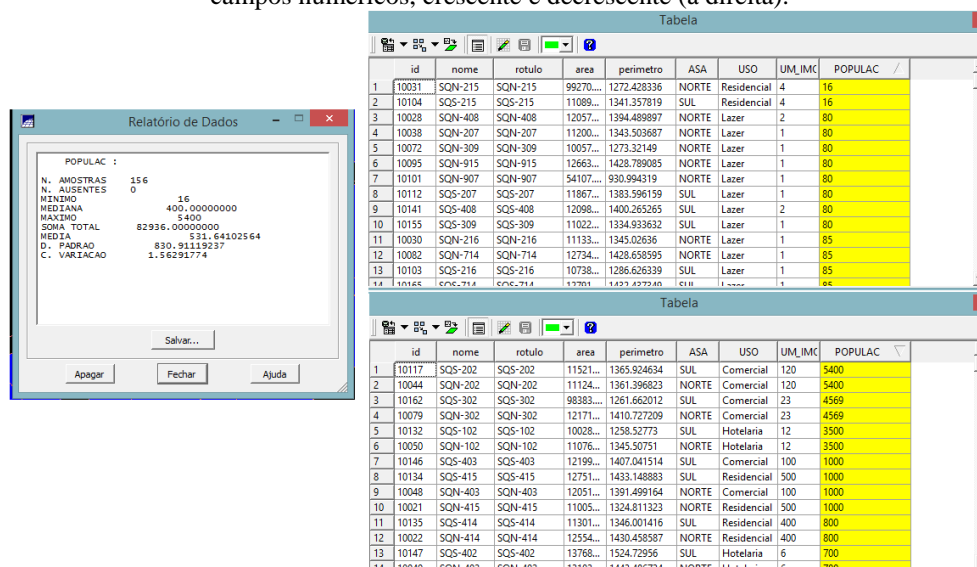 campos numéricos, crescente e decrescente (à direita).
Relatório de Dados
POPULAC :
N. AMOSTRAS 156
N. AUSENTES 0
MINIMO 16
MEDIANA 400.00000000
MAXIMO 5400
SOMA TOTAL 82936.00000000
MEDIA 531.64102564
D. PADRAO 830.91119237
C. VARIACAO 1.56291774
Salvar...
Apagar Fechar Ajuda
Tabela
id nome rotulo area perimetro ASA USO UM_IMC POPULAC
1 10031 SQN-215 SQN-215 99270.... 1272.428336 NORTE Residencial 4 16
2 10104 SQS-215 SQS-215 11089... 1341.357819 SUL Residencial 4 16
3 10028 SQN-408 SQN-408 12057... 1394.489897 NORTE Lazer 2 80
4 10038 SQN-207 SQN-207 11200... 1343.503687 NORTE Lazer 1 80
5 10072 SQN-309 SQN-309 10057... 1273.32149 NORTE Lazer 1 80
6 10095 SQN-915 SQN-915 12663... 1428.789085 NORTE Lazer 1 80
7 10101 SQN-907 SQN-907 54107.... 930.994319 NORTE Lazer 1 80
8 10112 SQS-207 SQS-207 11867... 1383.596159 SUL Lazer 1 80
9 10141 SQS-408 SQS-408 12098... 1400.265265 SUL Lazer 2 80
10 10155 SQS-309 SQS-309 11022... 1334.933632 SUL Lazer 1 80
11 10030 SQN-216 SQN-216 11133... 1345.02636 NORTE Lazer 1 85
12 10082 SQN-714 SQN-714 12734... 1428.658595 NORTE Lazer 1 85
13 10103 SQS-216 SQS-216 10738... 1286.626339 SUL Lazer 1 85
14 10165 SQS-714 SQS-714 12791... 1432.437249 SUL Lazer 1 85
Tabela
id nome rotulo area perimetro ASA USO UM_IMC POPULAC
1 10117 SQS-202 SQS-202 11521... 1365.924634 SUL Comercial 120 5400
2 10044 SQN-202 SQN-202 11124... 1361.396823 NORTE Comercial 120 5400
3 10162 SQS-302 SQS-302 98383.... 1261.662012 SUL Comercial 23 4569
4 10079 SQN-302 SQN-302 12171... 1410.727209 NORTE Comercial 23 4569
5 10132 SQS-102 SQS-102 10028... 1258.52773 SUL Hotelaria 12 3500
6 10050 SQN-102 SQN-102 11076... 1345.50751 NORTE Hotelaria 12 3500
7 10146 SQS-403 SQS-403 12199... 1407.041514 SUL Comercial 100 1000
8 10134 SQS-415 SQS-415 12751... 1433.148883 SUL Residencial 500 1000
9 10048 SQN-403 SQN-403 12051... 1391.499164 NORTE Comercial 100 1000
10 10021 SQN-415 SQN-415 11005... 1324.811323 NORTE Residencial 500 1000
11 10135 SQS-414 SQS-414 11301... 1346.001416 SUL Residencial 400 800
12 10022 SQN-414 SQN-414 12554... 1430.458587 NORTE Residencial 400 800
13 10147 SQS-402 SQS-402 13768... 1524.72956 SUL Hotelaria 6 700